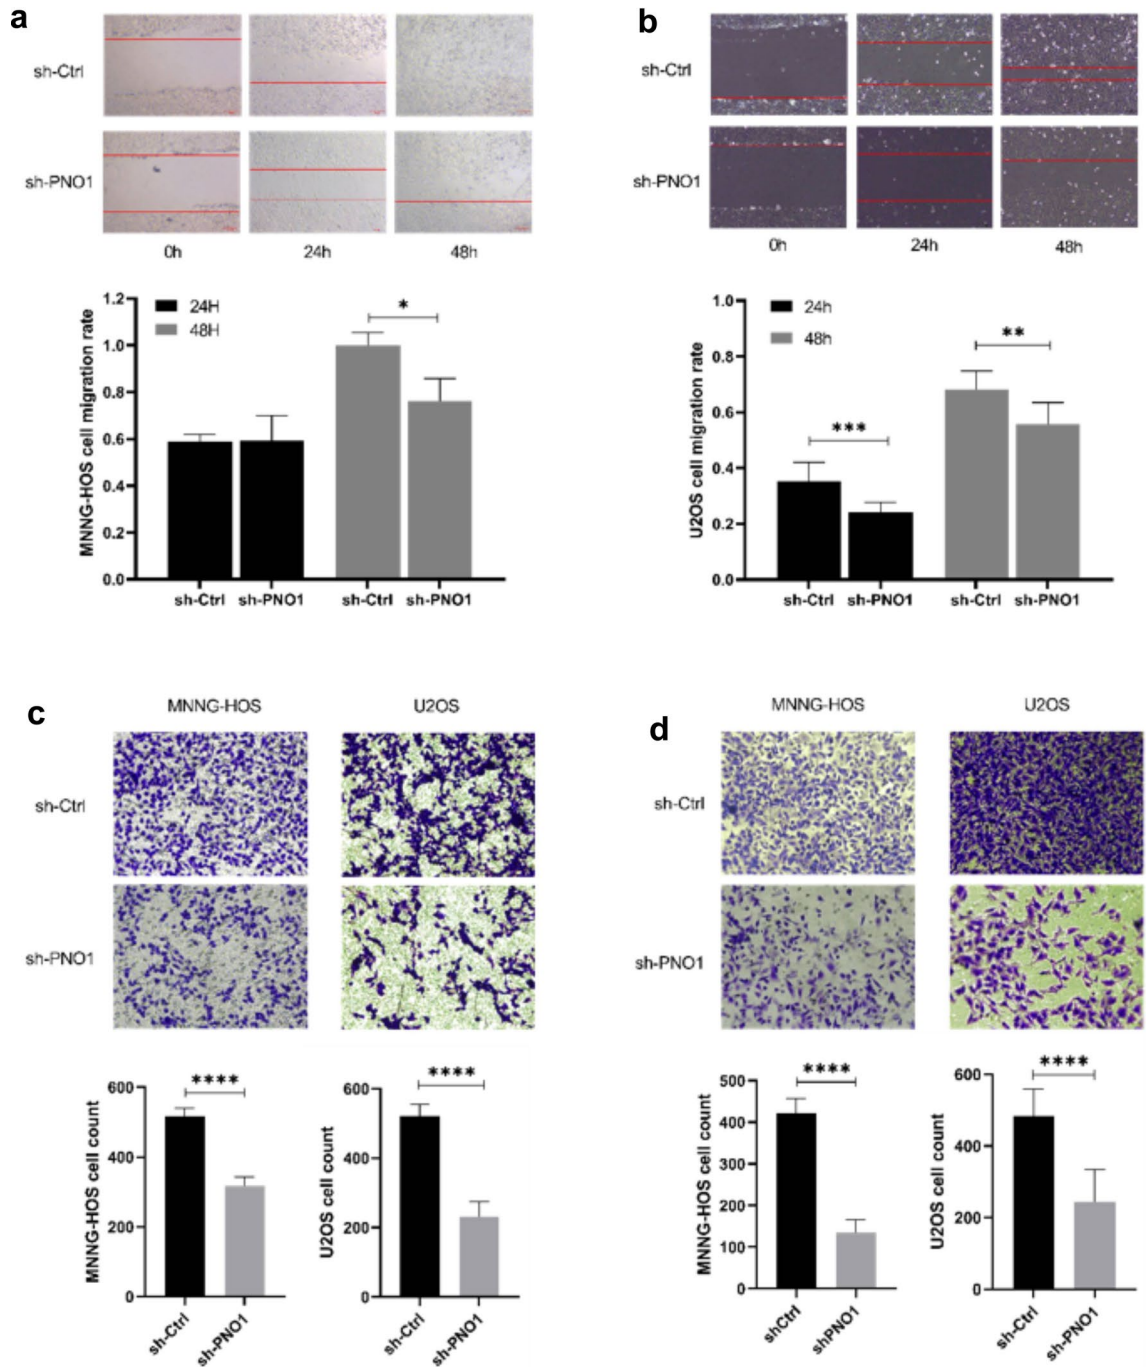 a
sh-Ctrl
sh-PNO1
0h 24h 48h
1.2
1.0
0.8
0.6
0.4
0.2
0.0
MNNG-HOS cell migration rate
24H
48H
*
sh-Ctrl sh-PNO1 sh-Ctrl sh-PNO1
b
sh-Ctrl
sh-PNO1
0h 24h 48h
1.0
0.8
0.6
0.4
0.2
0.0
U2OS cell migration rate
24h
48h
***
**
sh-Ctrl sh-PNO1 sh-Ctrl sh-PNO1
c
MNNG-HOS U2OS
sh-Ctrl
sh-PNO1
600
400
200
0
MNNG-HOS cell count
****
sh-Ctrl sh-PNO1
600
400
200
0
U2OS cell count
****
sh-Ctrl sh-PNO1
d
MNNG-HOS U2OS
sh-Ctrl
sh-PNO1
500
400
300
200
100
0
MNNG-HOS cell count
****
shCtrl shPNO1
600
400
200
0
U2OS cell count
****
sh-Ctrl sh-PNO1